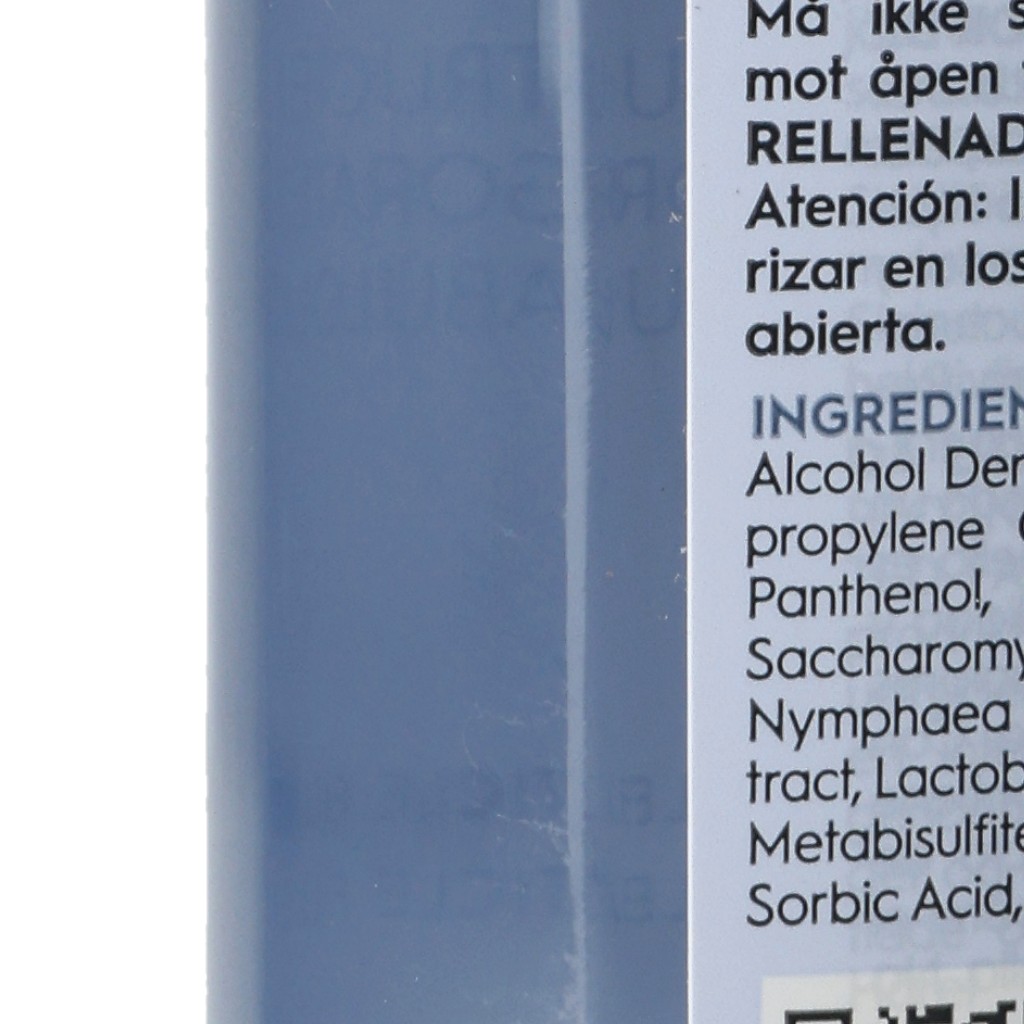 Må ikke s
mot åpen
RELLENAD
Atención: l
rizar en los
abierta.
INGREDIEN
Alcohol Den
propylene
Panthenol,
Saccharomy
Nymphaea
tract, Lactob
Metabisulfite
Sorbic Acid,